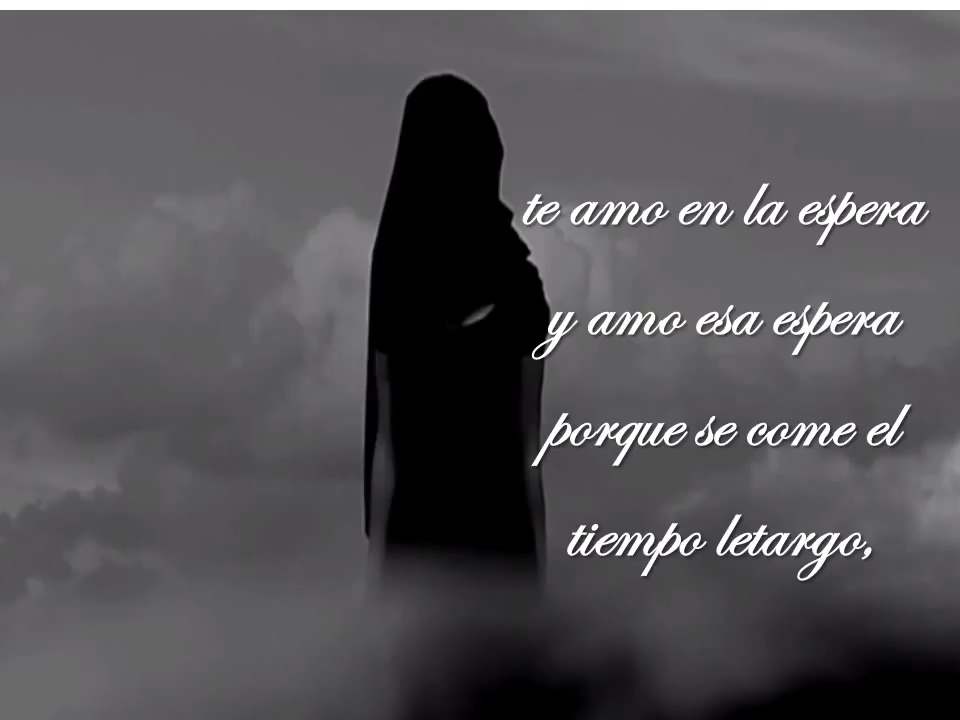 te amo en la espera
y amo esa espera
porque se come el
tiempo letargo,